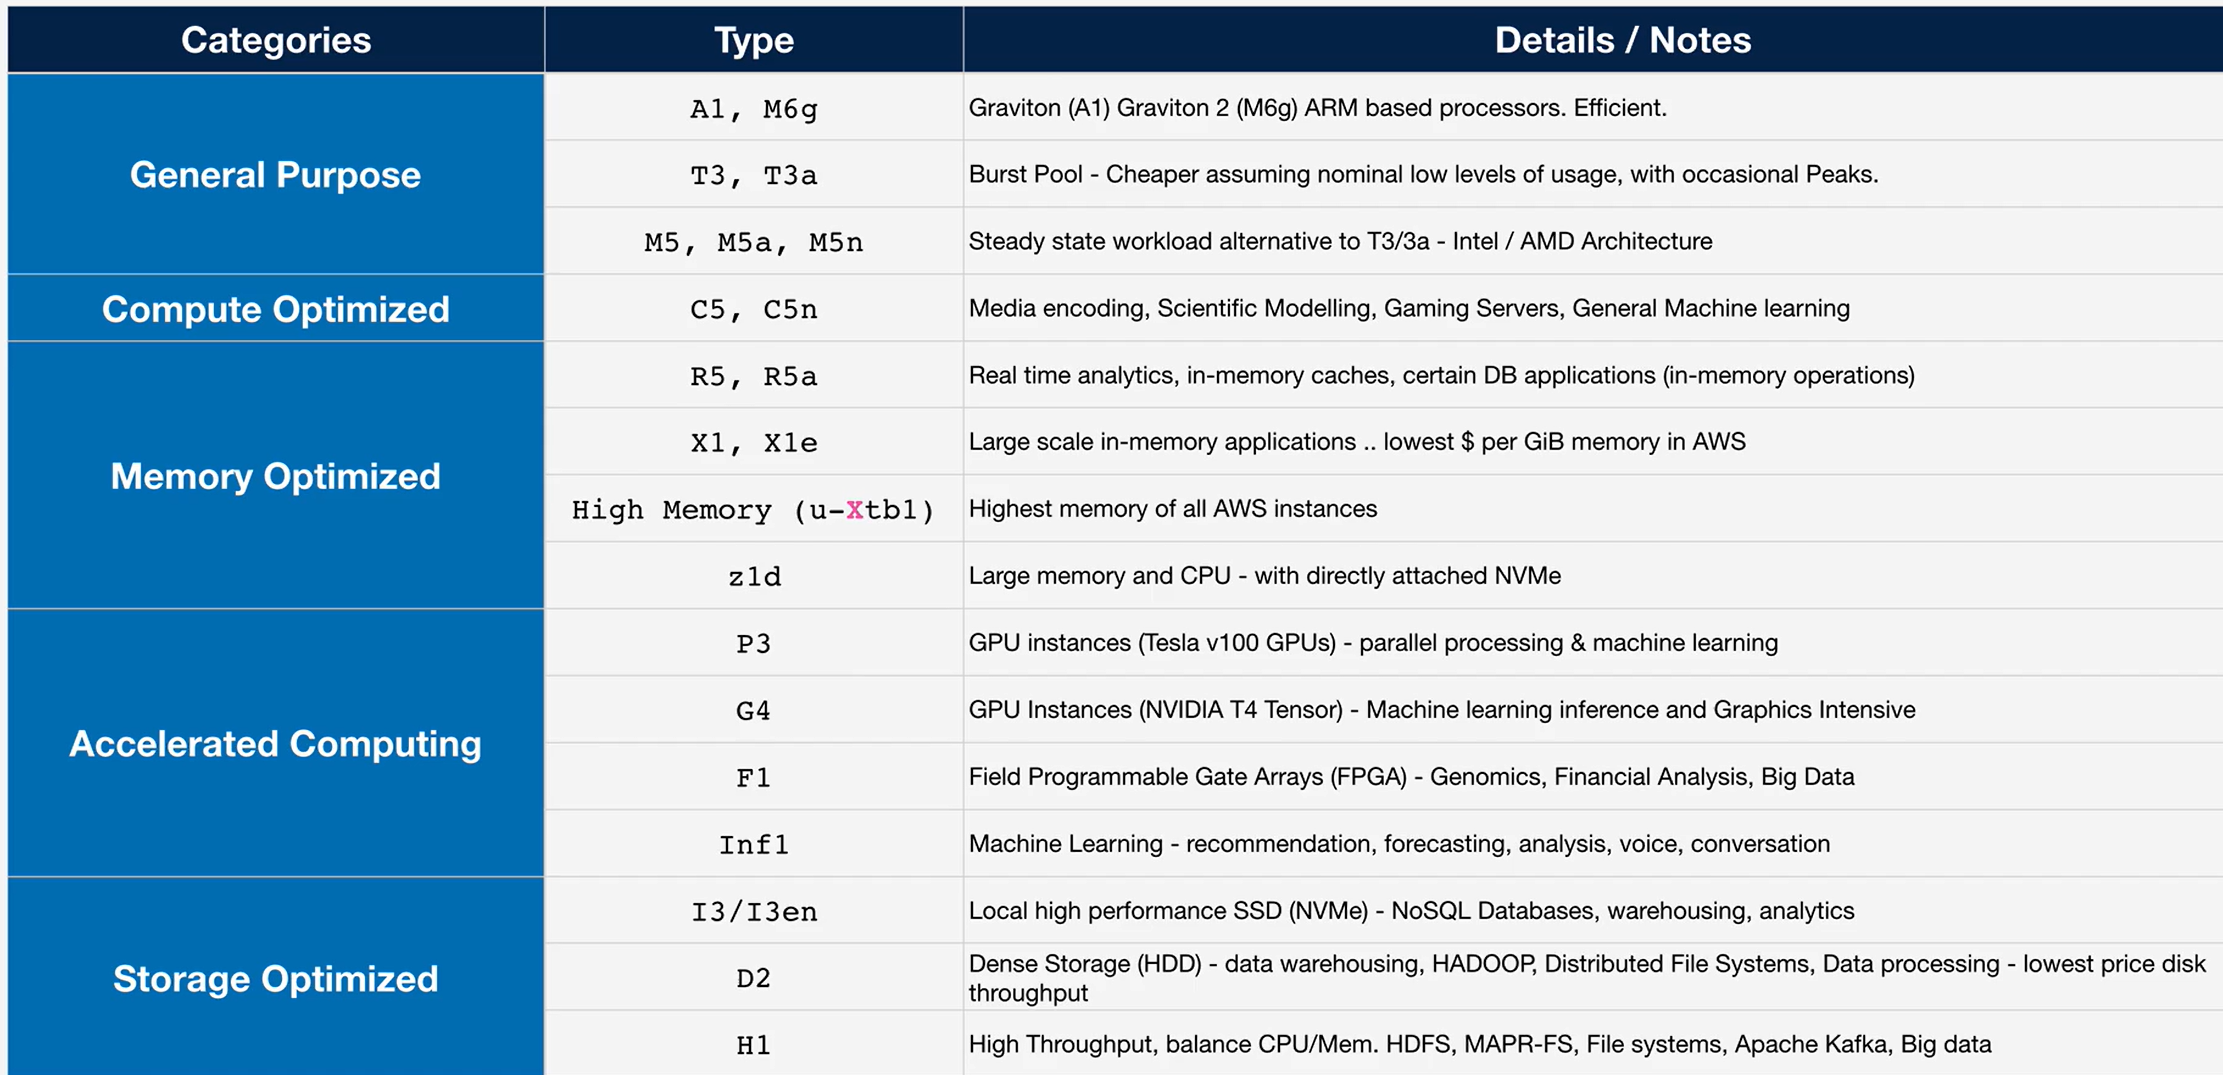 Categories Type Details / Notes
General Purpose
A1, M6g Graviton (A1) Graviton 2 (M6g) ARM based processors. Efficient.
T3, T3a Burst Pool - Cheaper assuming nominal low levels of usage, with occasional Peaks.
M5, M5a, M5n Steady state workload alternative to T3/3a - Intel / AMD Architecture
Compute Optimized
C5, C5n Media encoding, Scientific Modelling, Gaming Servers, General Machine learning
Memory Optimized
R5, R5a Real time analytics, in-memory caches, certain DB applications (in-memory operations)
X1, X1e Large scale in-memory applications .. lowest $ per GiB memory in AWS
High Memory (u-Xtb1) Highest memory of all AWS instances
z1d Large memory and CPU - with directly attached NVMe
Accelerated Computing
P3 GPU instances (Tesla v100 GPUs) - parallel processing & machine learning
G4 GPU Instances (NVIDIA T4 Tensor) - Machine learning inference and Graphics Intensive
F1 Field Programmable Gate Arrays (FPGA) - Genomics, Financial Analysis, Big Data
Inf1 Machine Learning - recommendation, forecasting, analysis, voice, conversation
Storage Optimized
I3/I3en Local high performance SSD (NVMe) - NoSQL Databases, warehousing, analytics
D2 Dense Storage (HDD) - data warehousing, HADOOP, Distributed File Systems, Data processing - lowest price disk
throughput
H1 High Throughput, balance CPU/Mem. HDFS, MAPR-FS, File systems, Apache Kafka, Big data